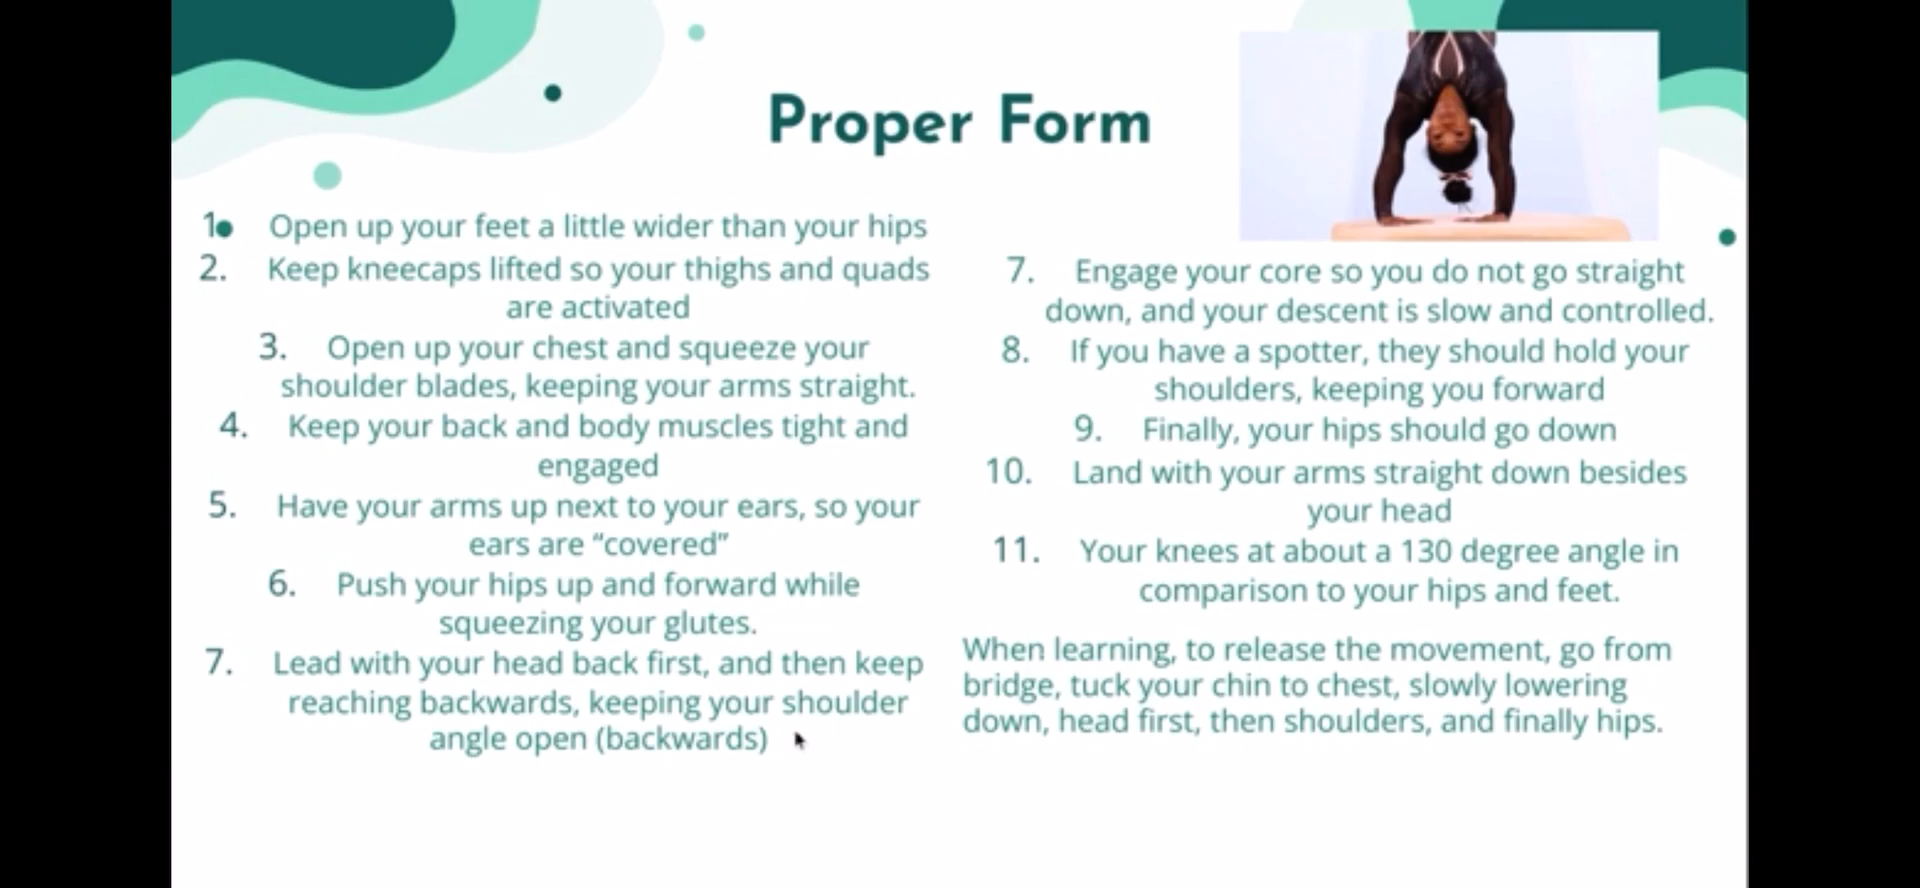 Proper Form
1. Open up your feet a little wider than your hips
2. Keep kneecaps lifted so your thighs and quads
are activated
3. Open up your chest and squeeze your
shoulder blades, keeping your arms straight.
4. Keep your back and body muscles tight and
engaged
5. Have your arms up next to your ears, so your
ears are “covered”
6. Push your hips up and forward while
squeezing your glutes.
7. Lead with your head back first, and then keep
reaching backwards, keeping your shoulder
angle open (backwards)
7. Engage your core so you do not go straight
down, and your descent is slow and controlled.
8. If you have a spotter, they should hold your
shoulders, keeping you forward
9. Finally, your hips should go down
10. Land with your arms straight down besides
your head
11. Your knees at about a 130 degree angle in
comparison to your hips and feet.
When learning, to release the movement, go from
bridge, tuck your chin to chest, slowly lowering
down, head first, then shoulders, and finally hips.